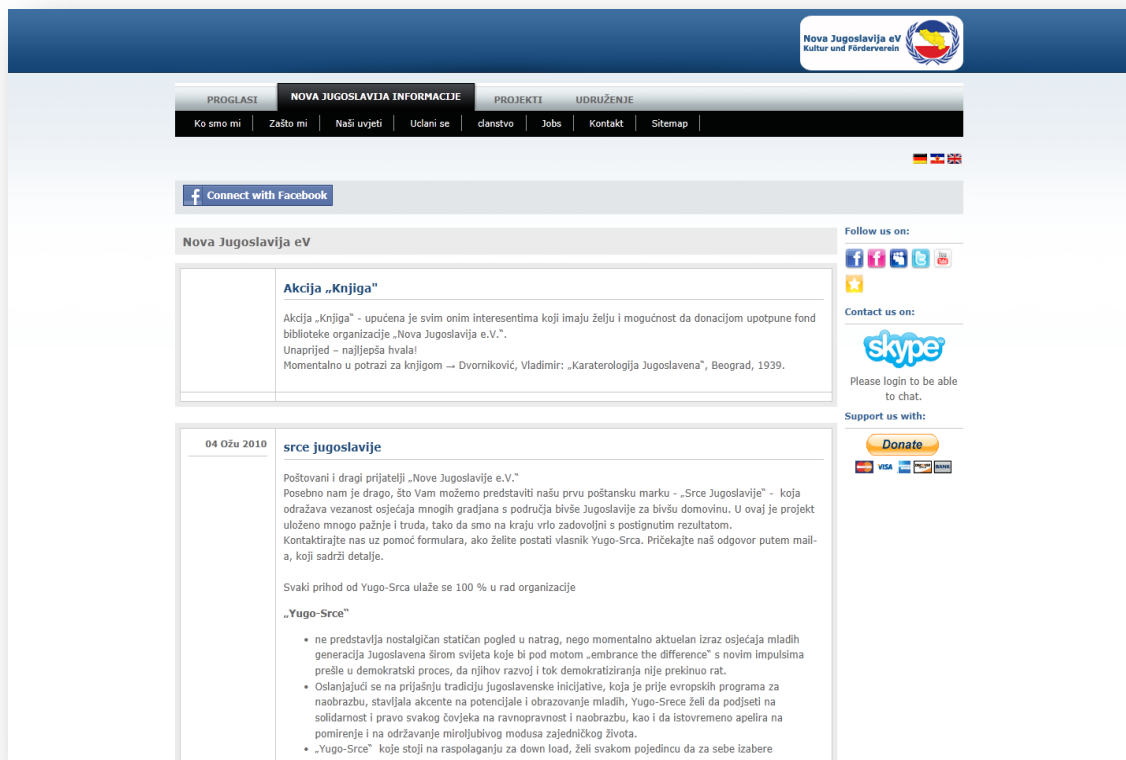 Nova Jugoslavija eV
Kultur und Förderverein
PROGLASI
NOVA JUGOSLAVIJA INFORMACIJE
PROJEKTI
UDRUŽENJE
Ko smo mi
Zašto mi
Naši uvjeti
Uclani se
clanstvo
Jobs
Kontakt
Sitemap
f Connect with Facebook
Nova Jugoslavija eV
Akcija „Knjiga"
Akcija „Knjiga“ - upućena je svim onim interesentima koji imaju želju i mogućnost da donacijom upotpune fond
biblioteke organizacije „Nova Jugoslavija e.V.“.
Unaprijed – najljepša hvala!
Momentalno u potrazi za knjigom → Dvorniković, Vladimir: „Karaterologija Jugoslavena“, Beograd, 1939.
04 Ožu 2010
srce jugoslavije
Poštovani i dragi prijatelji „Nove Jugoslavije e.V.“
Posebno nam je drago, što Vam možemo predstaviti našu prvu poštansku marku - „Srce Jugoslavije“ - koja
odražava vezanost osjećaja mnogih gradjana s područja bivše Jugoslavije za bivšu domovinu. U ovaj je projekt
uloženo mnogo pažnje i truda, tako da smo na kraju vrlo zadovoljni s postignutim rezultatom.
Kontaktirajte nas uz pomoć formulara, ako želite postati vlasnik Yugo-Srca. Pričekajte naš odgovor putem mail-
a, koji sadrži detalje.
Svaki prihod od Yugo-Srca ulaže se 100 % u rad organizacije
„Yugo-Srce“
• ne predstavlja nostalgičan statičan pogled u natrag, nego momentalno aktuelan izraz osjećaja mladih
generacija Jugoslavena širom svijeta koje bi pod motom „embrance the difference“ s novim impulsima
prešle u demokratski proces, da njihov razvoj i tok demokratiziranja nije prekinuo rat.
• Oslanjajući se na prijašnju tradiciju jugoslavenske inicijative, koja je prije evropskih programa za
naobrazbu, stavljala akcente na potencijale i obrazovanje mladih, Yugo-Srece želi da podjseti na
solidarnost i pravo svakog čovjeka na ravnopravnost i naobrazbu, kao i da istovremeno apelira na
pomirenje i na održavanje miroljubivog modusa zajedničkog života.
• „Yugo-Srce“ koje stoji na raspolaganju za down load, želi svakom pojedincu da za sebe izabere
Follow us on:
f f t You Tube
Contact us on:
skype
Please login to be able
to chat.
Support us with:
Donate
VISA BANK